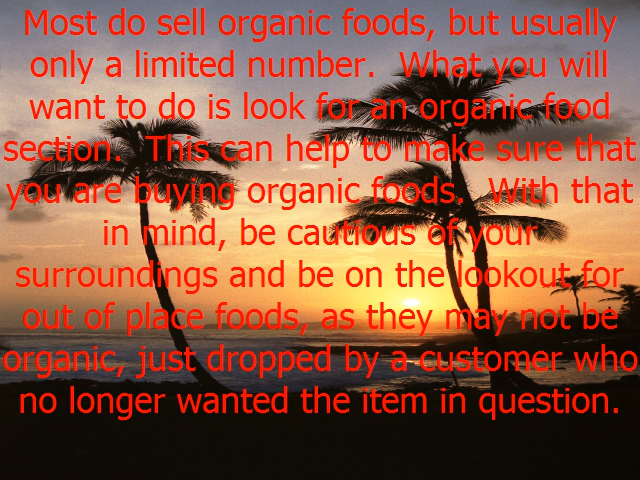 Most do sell organic foods, but usually
only a limited number.  What you will
want to do is look for an organic food
section.  This can help to make sure that
you are buying organic foods.  With that
in mind, be cautious of your
surroundings and be on the lookout for
out of place foods, as they may not be
organic, just dropped by a customer who
no longer wanted the item in question.